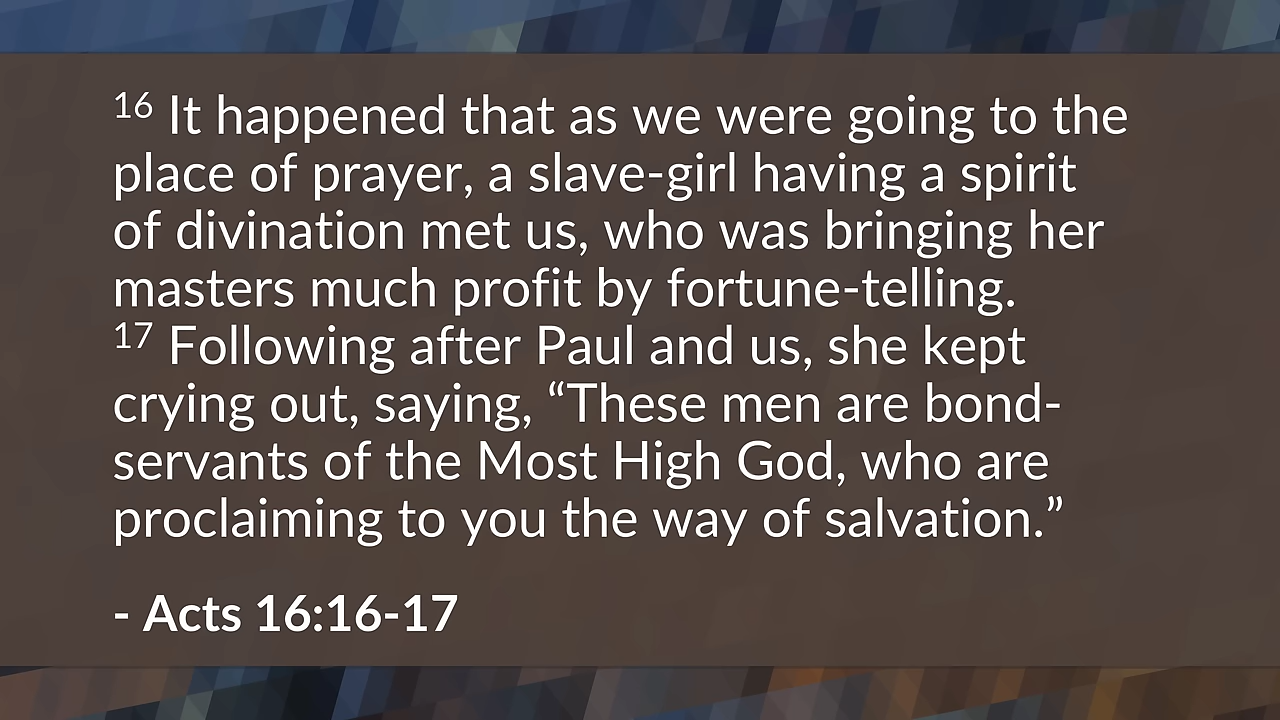 16 It happened that as we were going to the
place of prayer, a slave-girl having a spirit
of divination met us, who was bringing her
masters much profit by fortune-telling.
17 Following after Paul and us, she kept
crying out, saying, “These men are bond-
servants of the Most High God, who are
proclaiming to you the way of salvation.”
- Acts 16:16-17